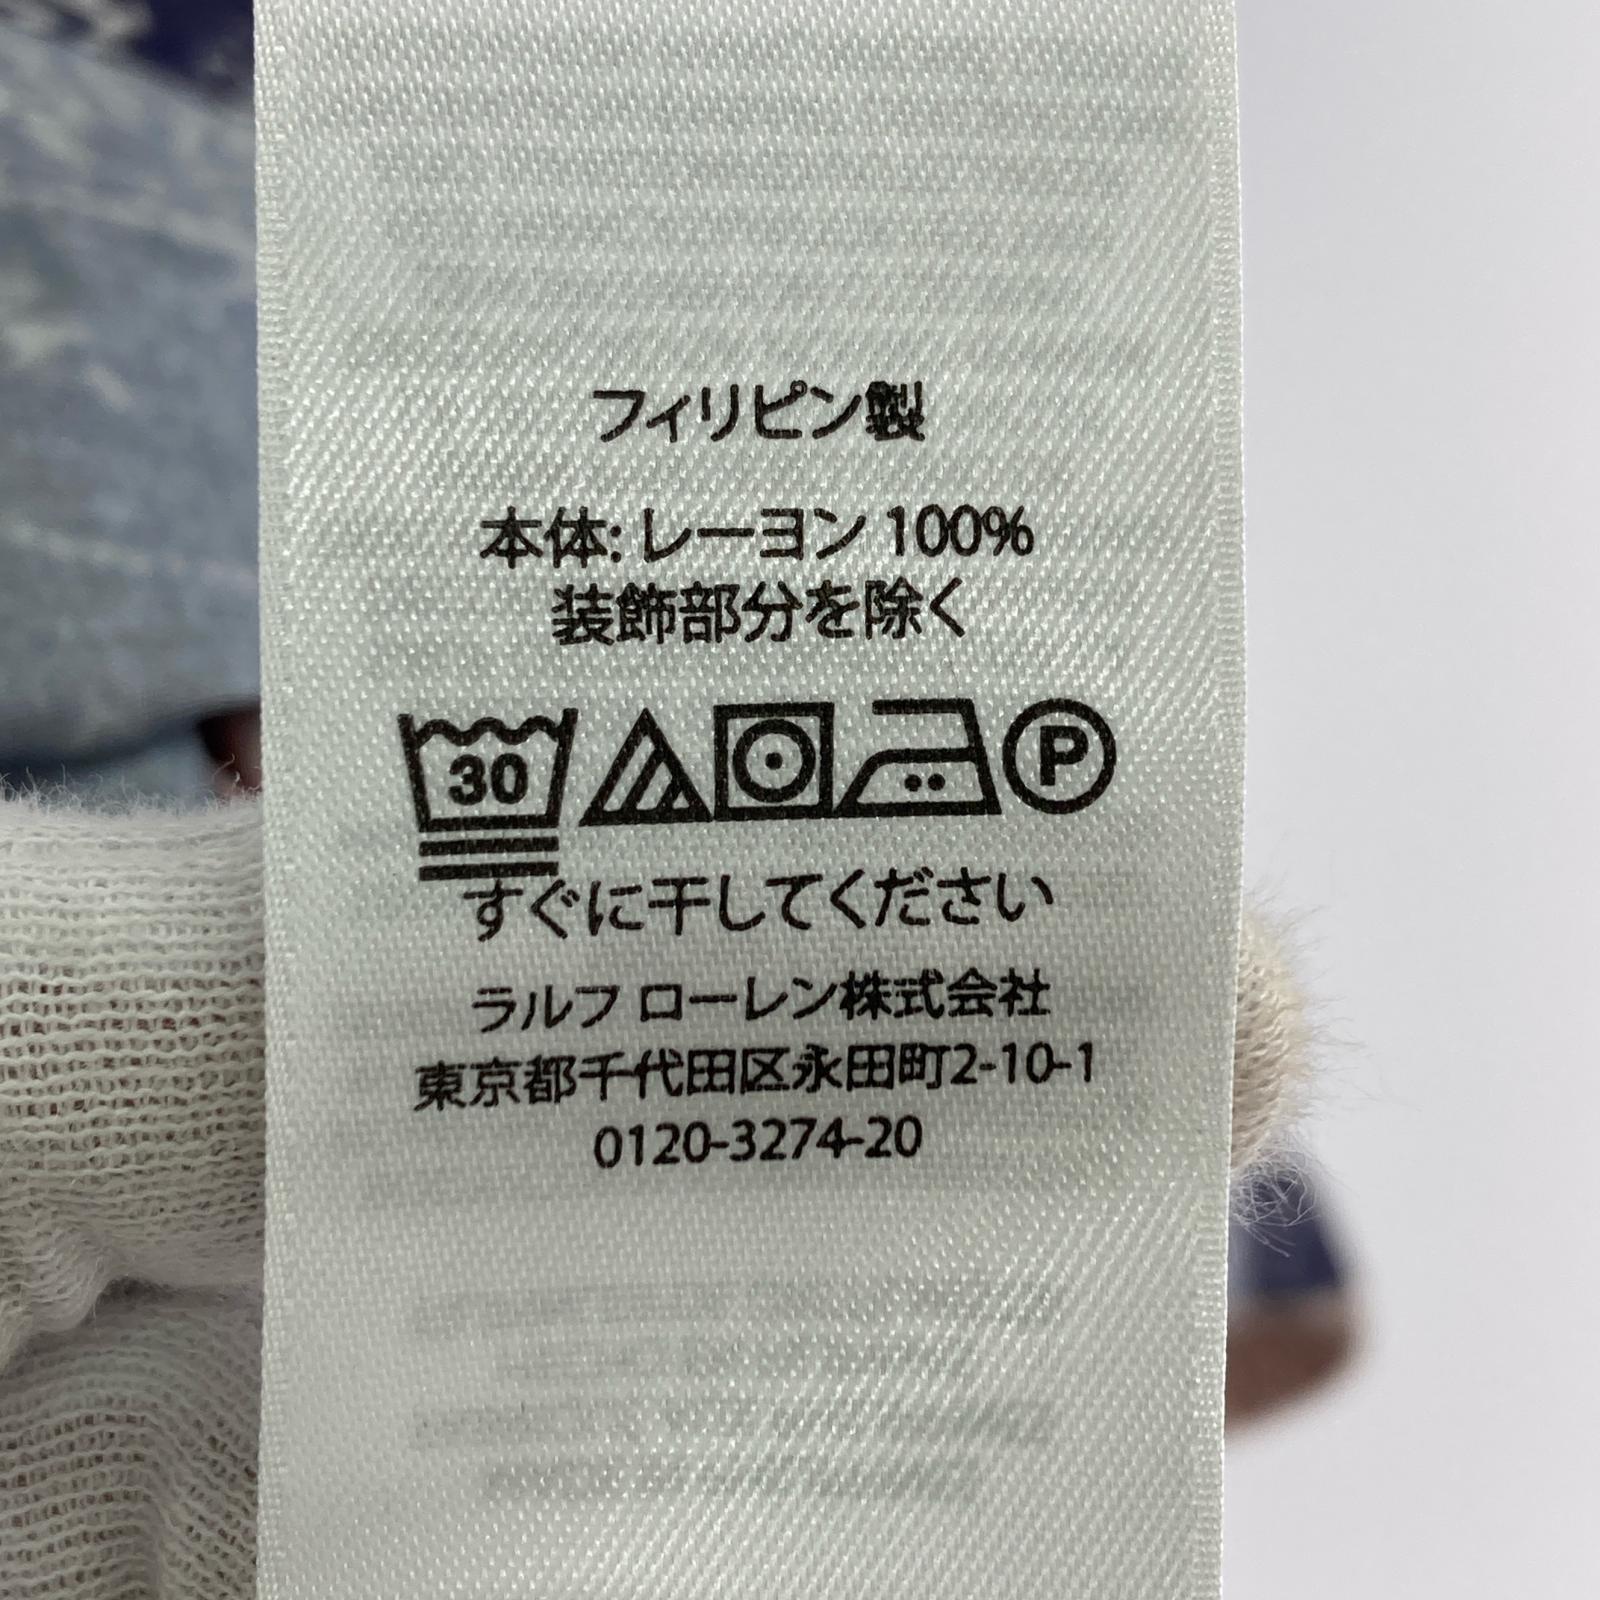 フィリピン製
本体: レーヨン 100%
装飾部分を除く
30 P
すぐに干してください
ラルフ ローレン株式会社
東京都千代田区永田町2-10-1
0120-3274-20